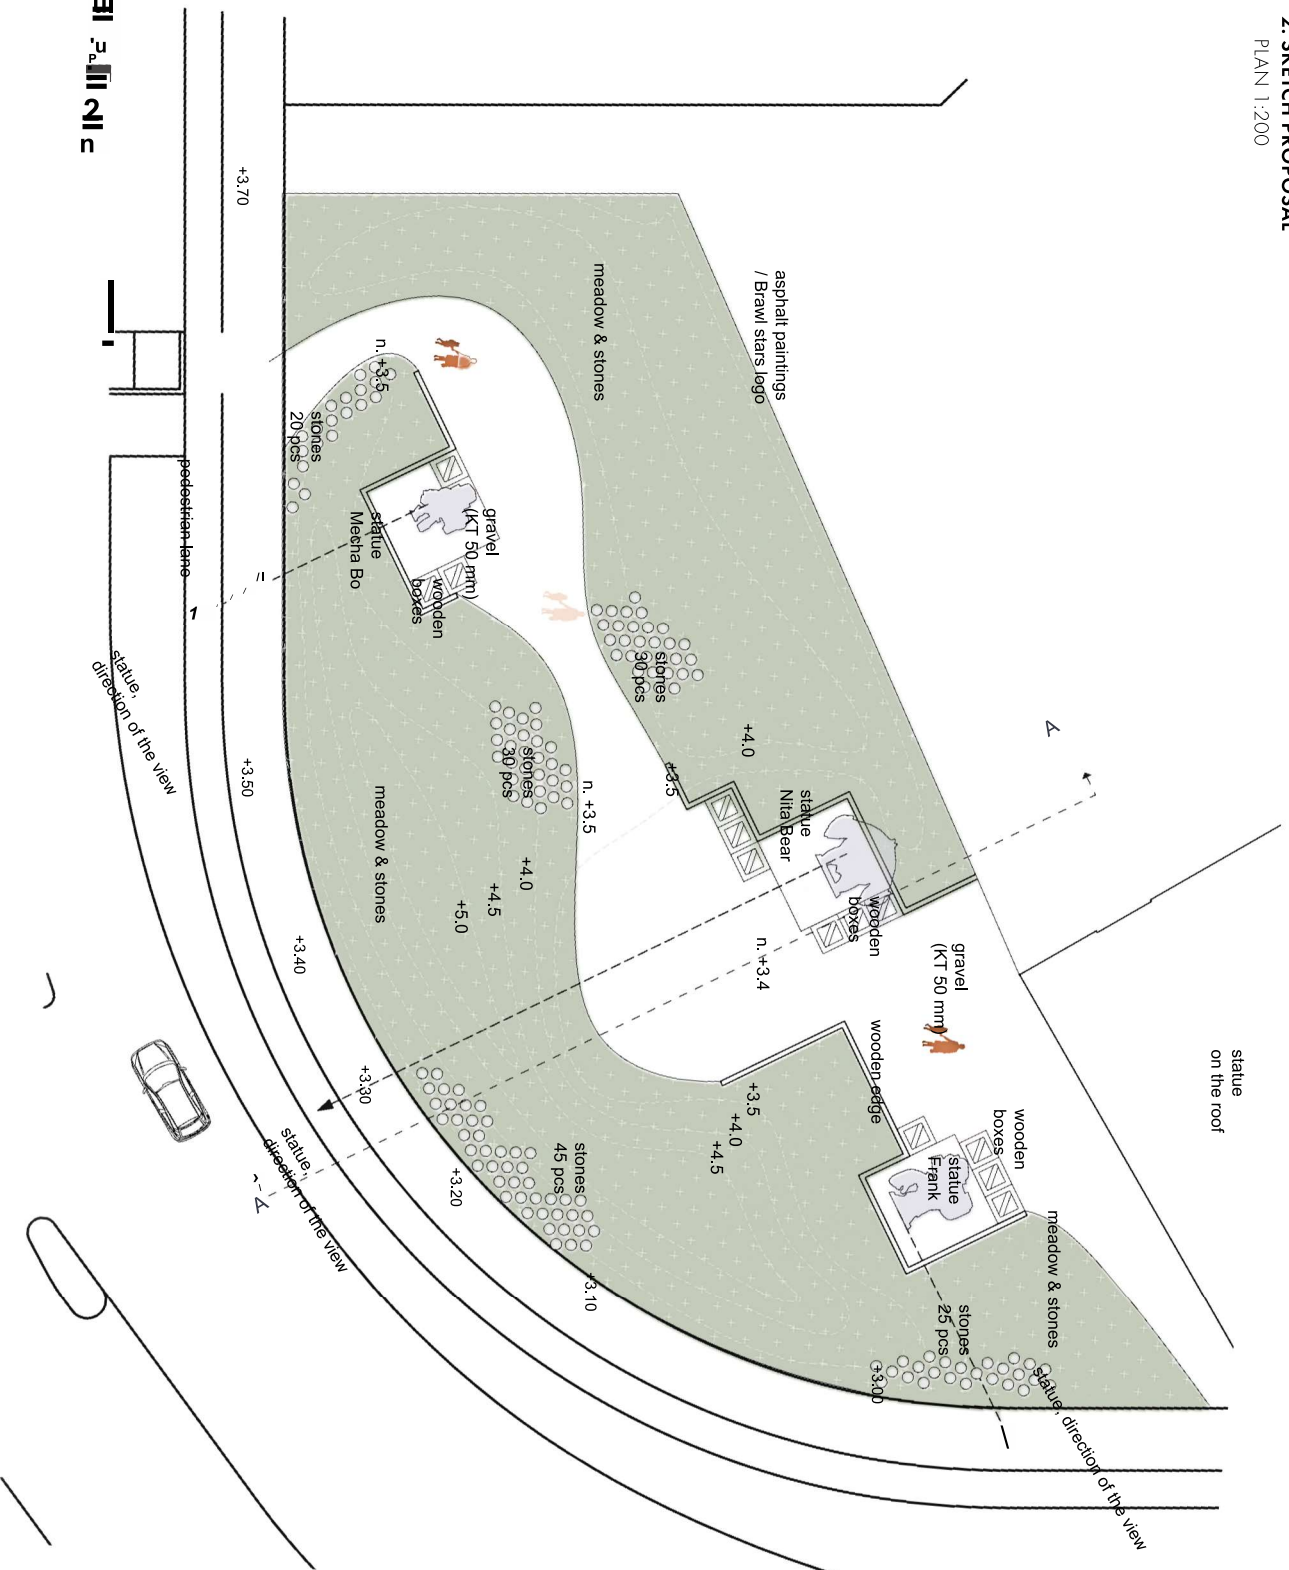 2. SKETCH PROPOSAL
PLAN 1:200
+3.70
asphalt paintings
/ Brawl stars logo
meadow & stones
n. +3.5
stones
20 pcs
pedestrian lane
statue
Mecha Bo
gravel
(KT 50 mm)
wooden
boxes
1
statue,
direction of the view
stones
30 pcs
stones
30 pcs
+4.0
+3.5
n. +3.5
A
+3.50
meadow & stones
+4.0
+4.5
+5.0
statue
Nita Bear
wooden
boxes
n. +3.4
gravel
(KT 50 mm)
+3.40
wooden edge
statue
on the roof
+3.30
+3.5
+4.0
+4.5
wooden
boxes
statue
Frank
stones
45 pcs
statue,
direction of the view
A
+3.20
meadow & stones
+3.10
stones
25 pcs
+3.00
statue, direction of the view